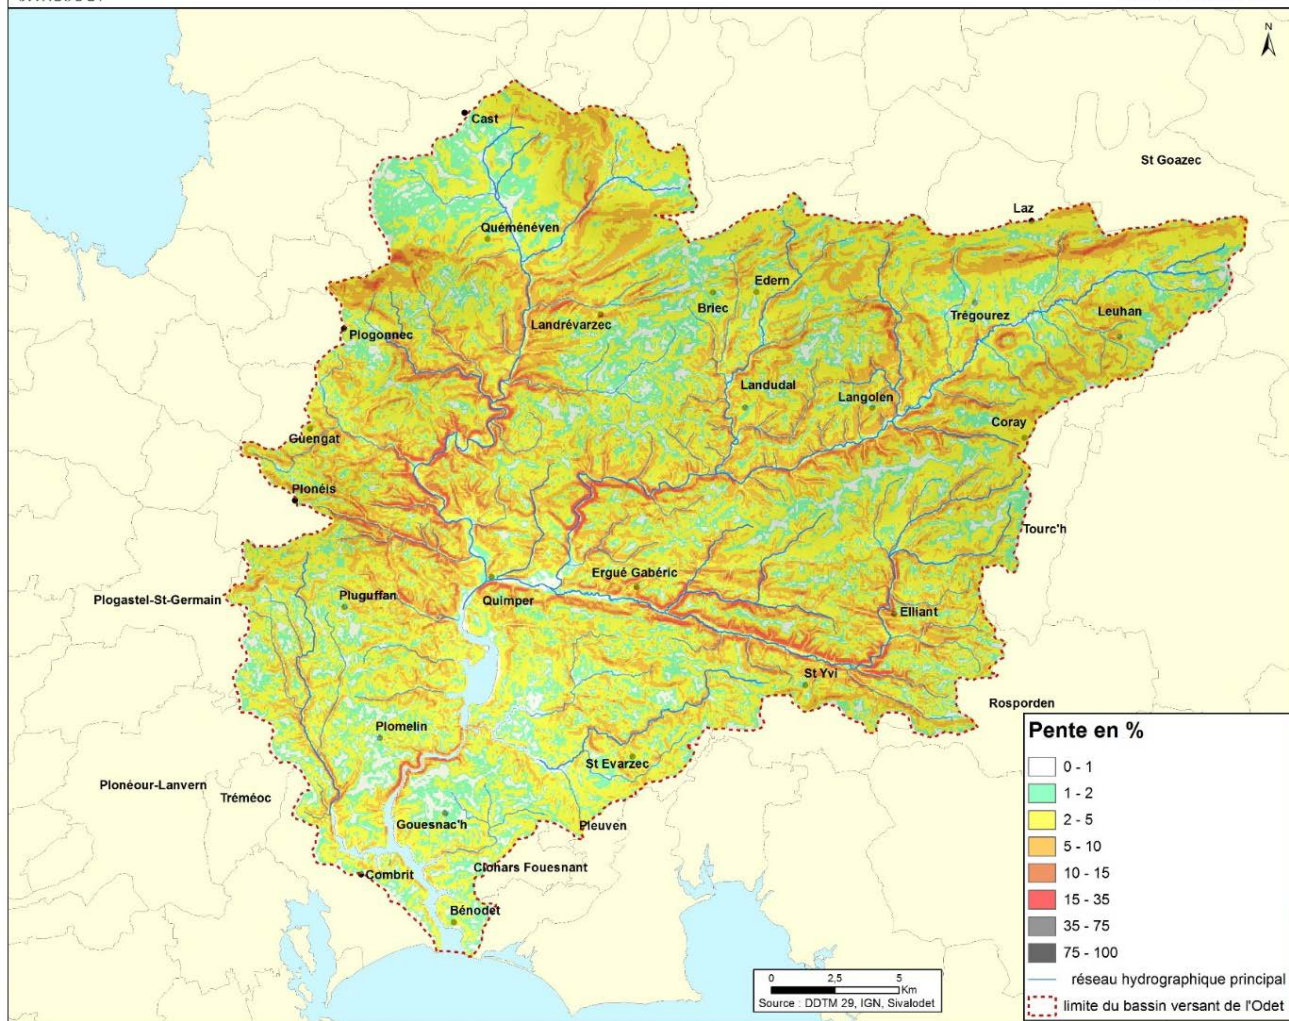 N
Cast
St Goazec
Laz
Quéménéven
Edern
Briec
Trégourez
Leuhan
Landrévarzec
Plogonnec
Landudal
Langolen
Coray
Guengat
Plonéis
Tourc'h
Ergué Gabéric
Plogastel-St-Germain
Pluguffan
Quimper
Elliant
St Yvi
Rosporden
Plomelin
St Evarzec
Plonéour-Lanvern
Tréméoc
Gouesnac'h
Pleuven
Clohars Fouesnant
Combrit
Bénodet
Pente en %
0 - 1
1 - 2
2 - 5
5 - 10
10 - 15
15 - 35
35 - 75
75 - 100
réseau hydrographique principal
limite du bassin versant de l'Odet
0 2,5 5
Km
Source : DDTM 29, IGN, Sivalodet